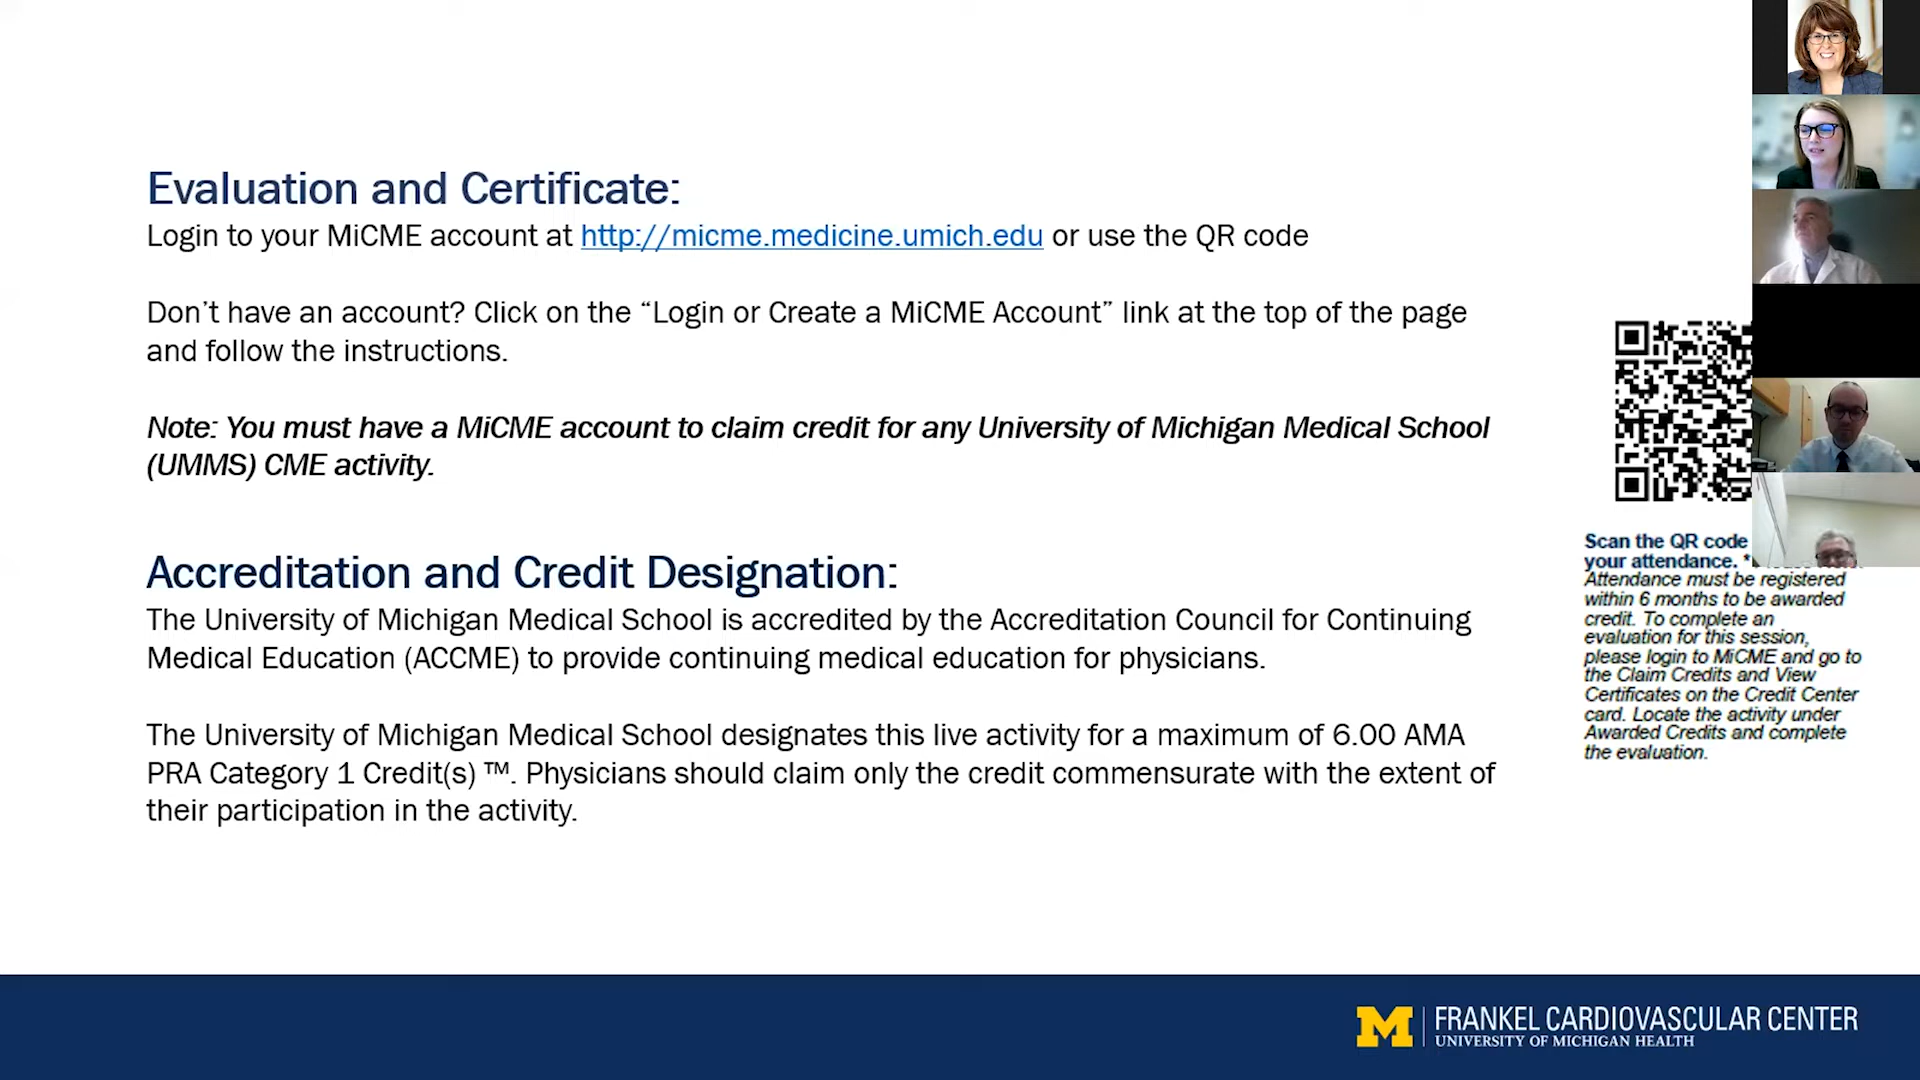 Evaluation and Certificate:
Login to your MiCME account at http://micme.medicine.umich.edu or use the QR code
Don’t have an account? Click on the “Login or Create a MiCME Account” link at the top of the page
and follow the instructions.
Note: You must have a MiCME account to claim credit for any University of Michigan Medical School
(UMMS) CME activity.
Accreditation and Credit Designation:
The University of Michigan Medical School is accredited by the Accreditation Council for Continuing
Medical Education (ACCME) to provide continuing medical education for physicians.
The University of Michigan Medical School designates this live activity for a maximum of 6.00 AMA
PRA Category 1 Credit(s) ™. Physicians should claim only the credit commensurate with the extent of
their participation in the activity.
Scan the QR code
your attendance. *
Attendance must be registered
within 6 months to be awarded
credit. To complete an
evaluation for this session,
please login to MiCME and go to
the Claim Credits and View
Certificates on the Credit Center
card. Locate the activity under
Awarded Credits and complete
the evaluation.
M FRANKEL CARDIOVASCULAR CENTER
UNIVERSITY OF MICHIGAN HEALTH